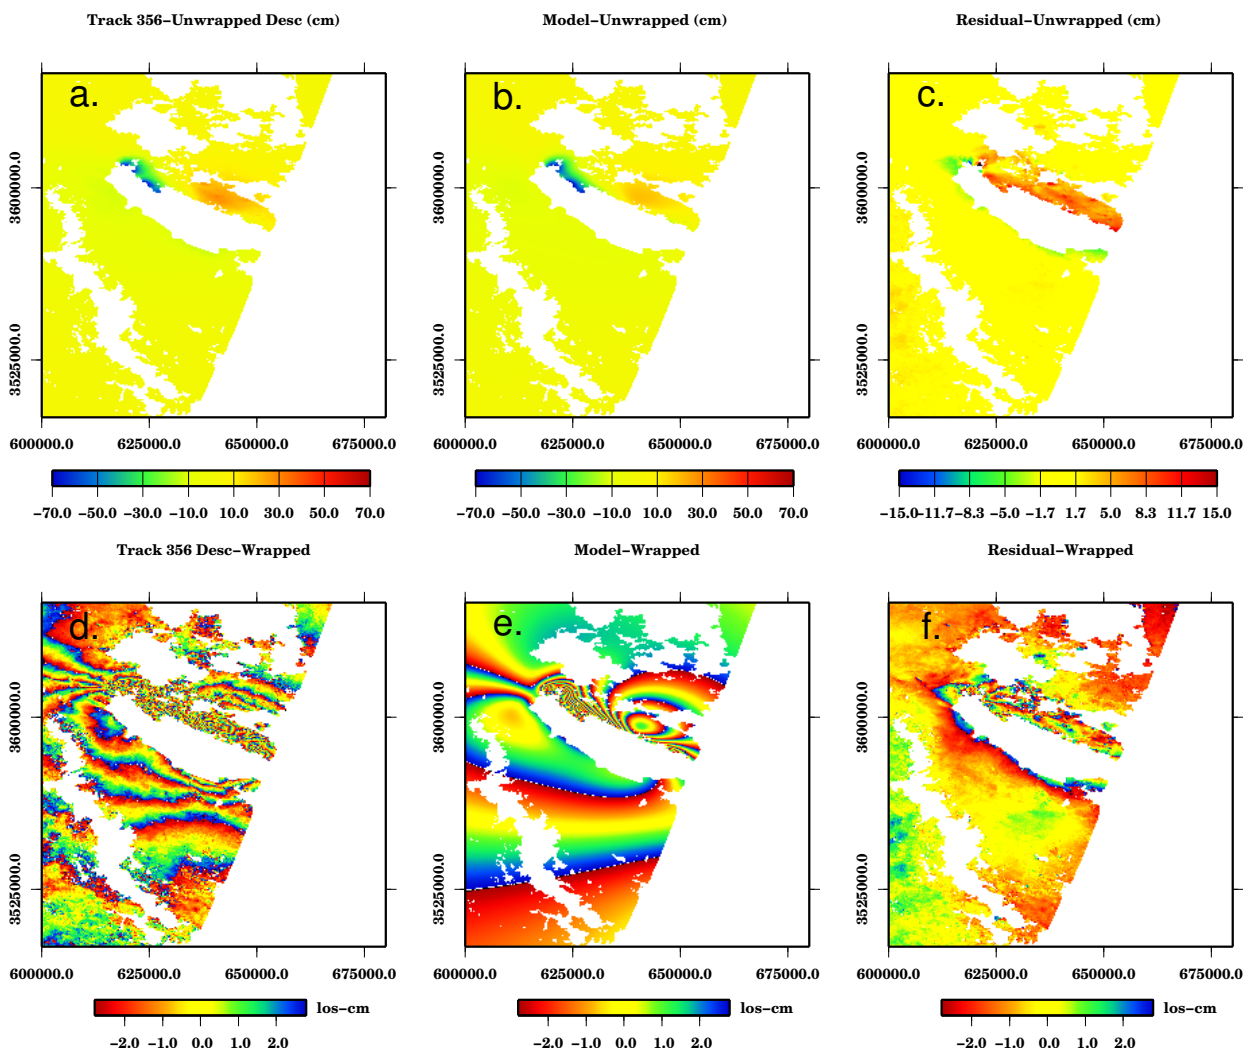 Track 356−Unwrapped Desc (cm)
Model−Unwrapped (cm)
Residual−Unwrapped (cm)
a.
b.
c.
3600000.0
3525000.0
3600000.0
3525000.0
3600000.0
3525000.0
600000.0 625000.0 650000.0 675000.0
600000.0 625000.0 650000.0 675000.0
600000.0 625000.0 650000.0 675000.0
−70.0 −50.0 −30.0 −10.0 10.0 30.0 50.0 70.0
−70.0 −50.0 −30.0 −10.0 10.0 30.0 50.0 70.0
−15.0 −11.7 −8.3 −5.0 −1.7 1.7 5.0 8.3 11.7 15.0
Track 356 Desc−Wrapped
Model−Wrapped
Residual−Wrapped
d.
e.
f.
3600000.0
3525000.0
3600000.0
3525000.0
3600000.0
3525000.0
600000.0 625000.0 650000.0 675000.0
600000.0 625000.0 650000.0 675000.0
600000.0 625000.0 650000.0 675000.0
los−cm
los−cm
los−cm
−2.0 −1.0 0.0 1.0 2.0
−2.0 −1.0 0.0 1.0 2.0
−2.0 −1.0 0.0 1.0 2.0